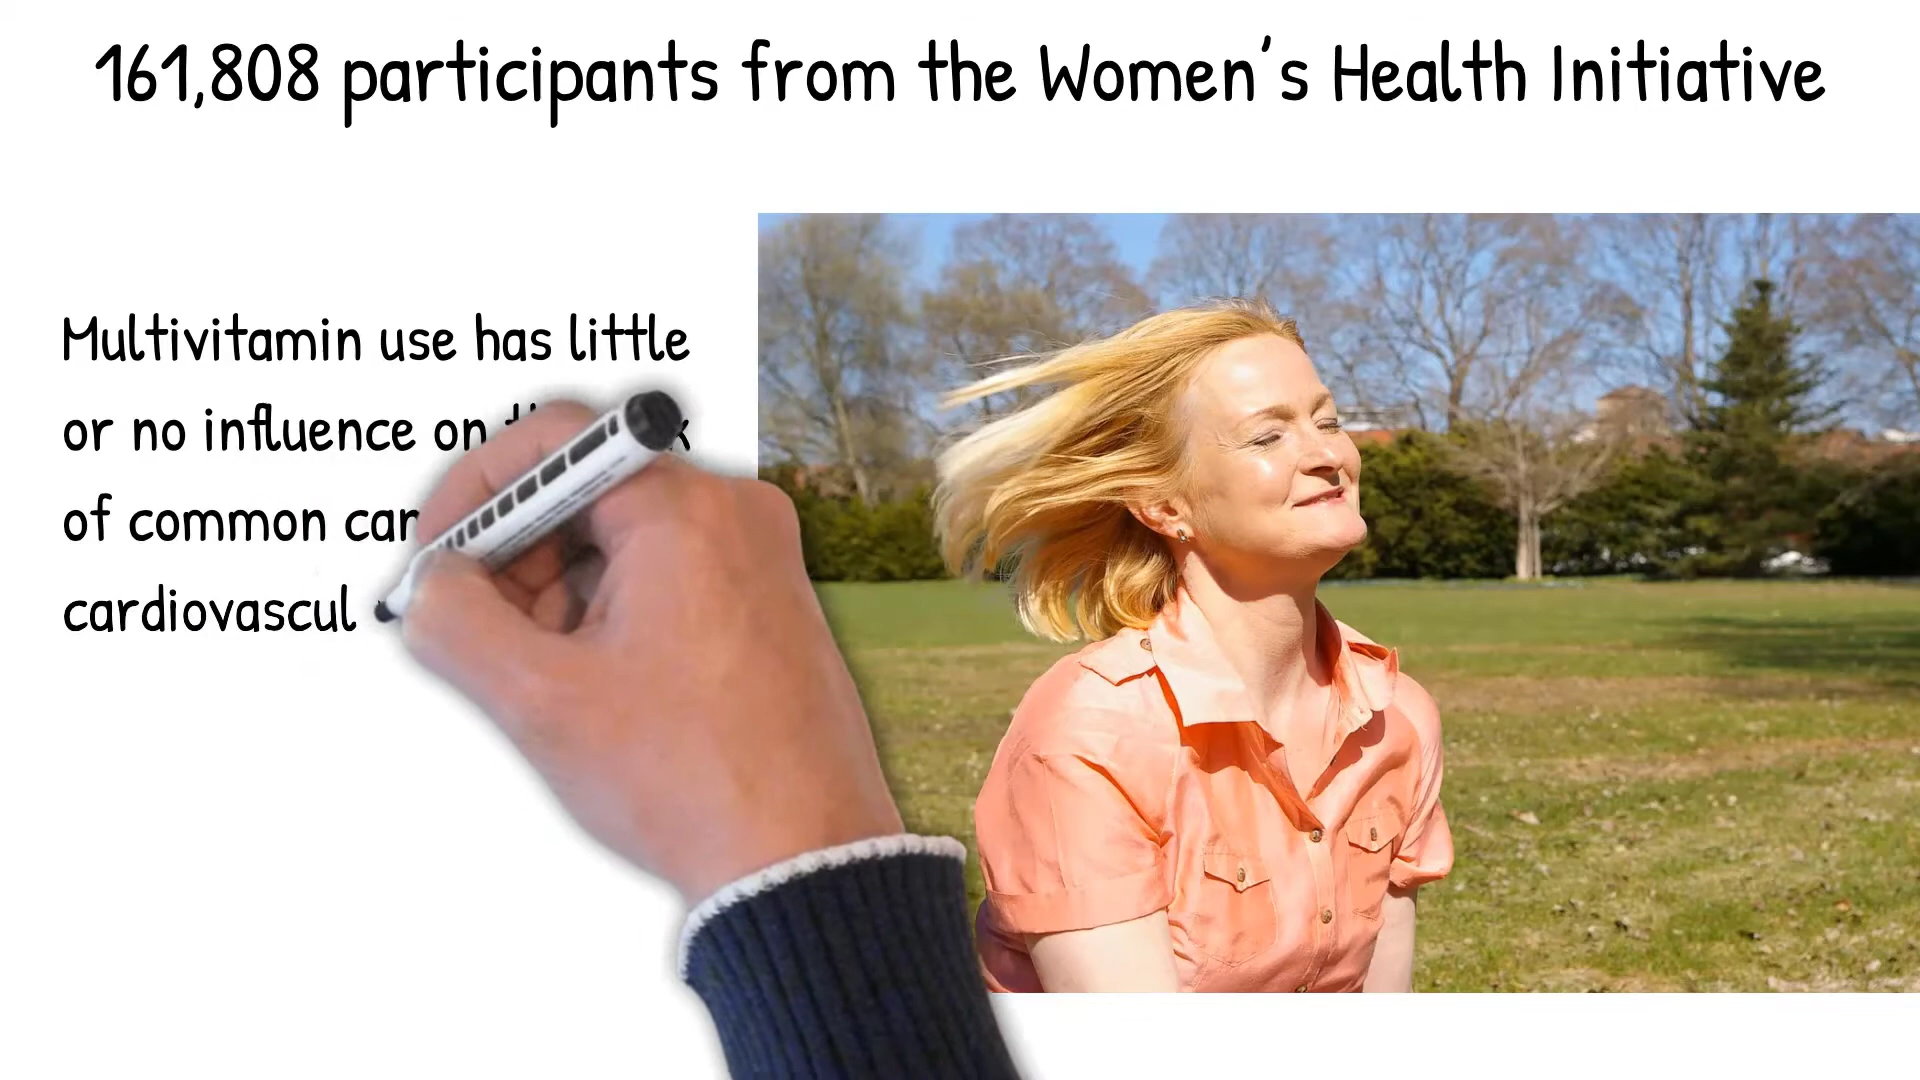 161,808 participants from the Women's Health Initiative
Multivitamin use has little
or no influence on
of common
cardiovascul